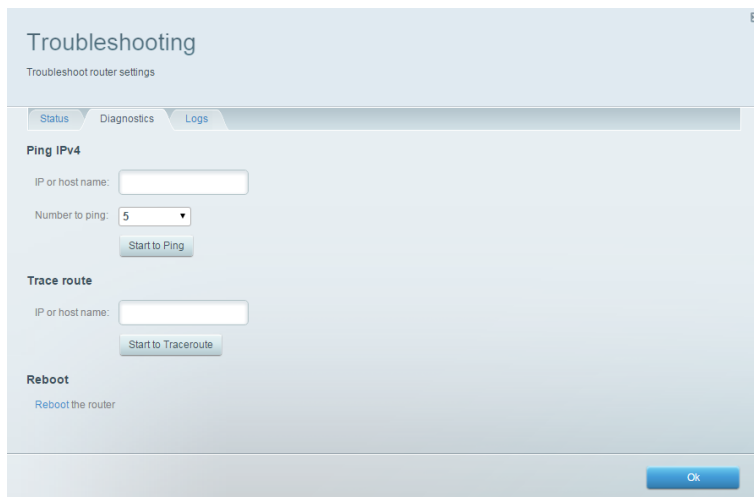 Troubleshooting
Troubleshoot router settings
Status Diagnostics Logs
Ping IPv4
IP or host name:
Number to ping: 5
Start to Ping
Trace route
IP or host name:
Start to Traceroute
Reboot
Reboot the router
Ok